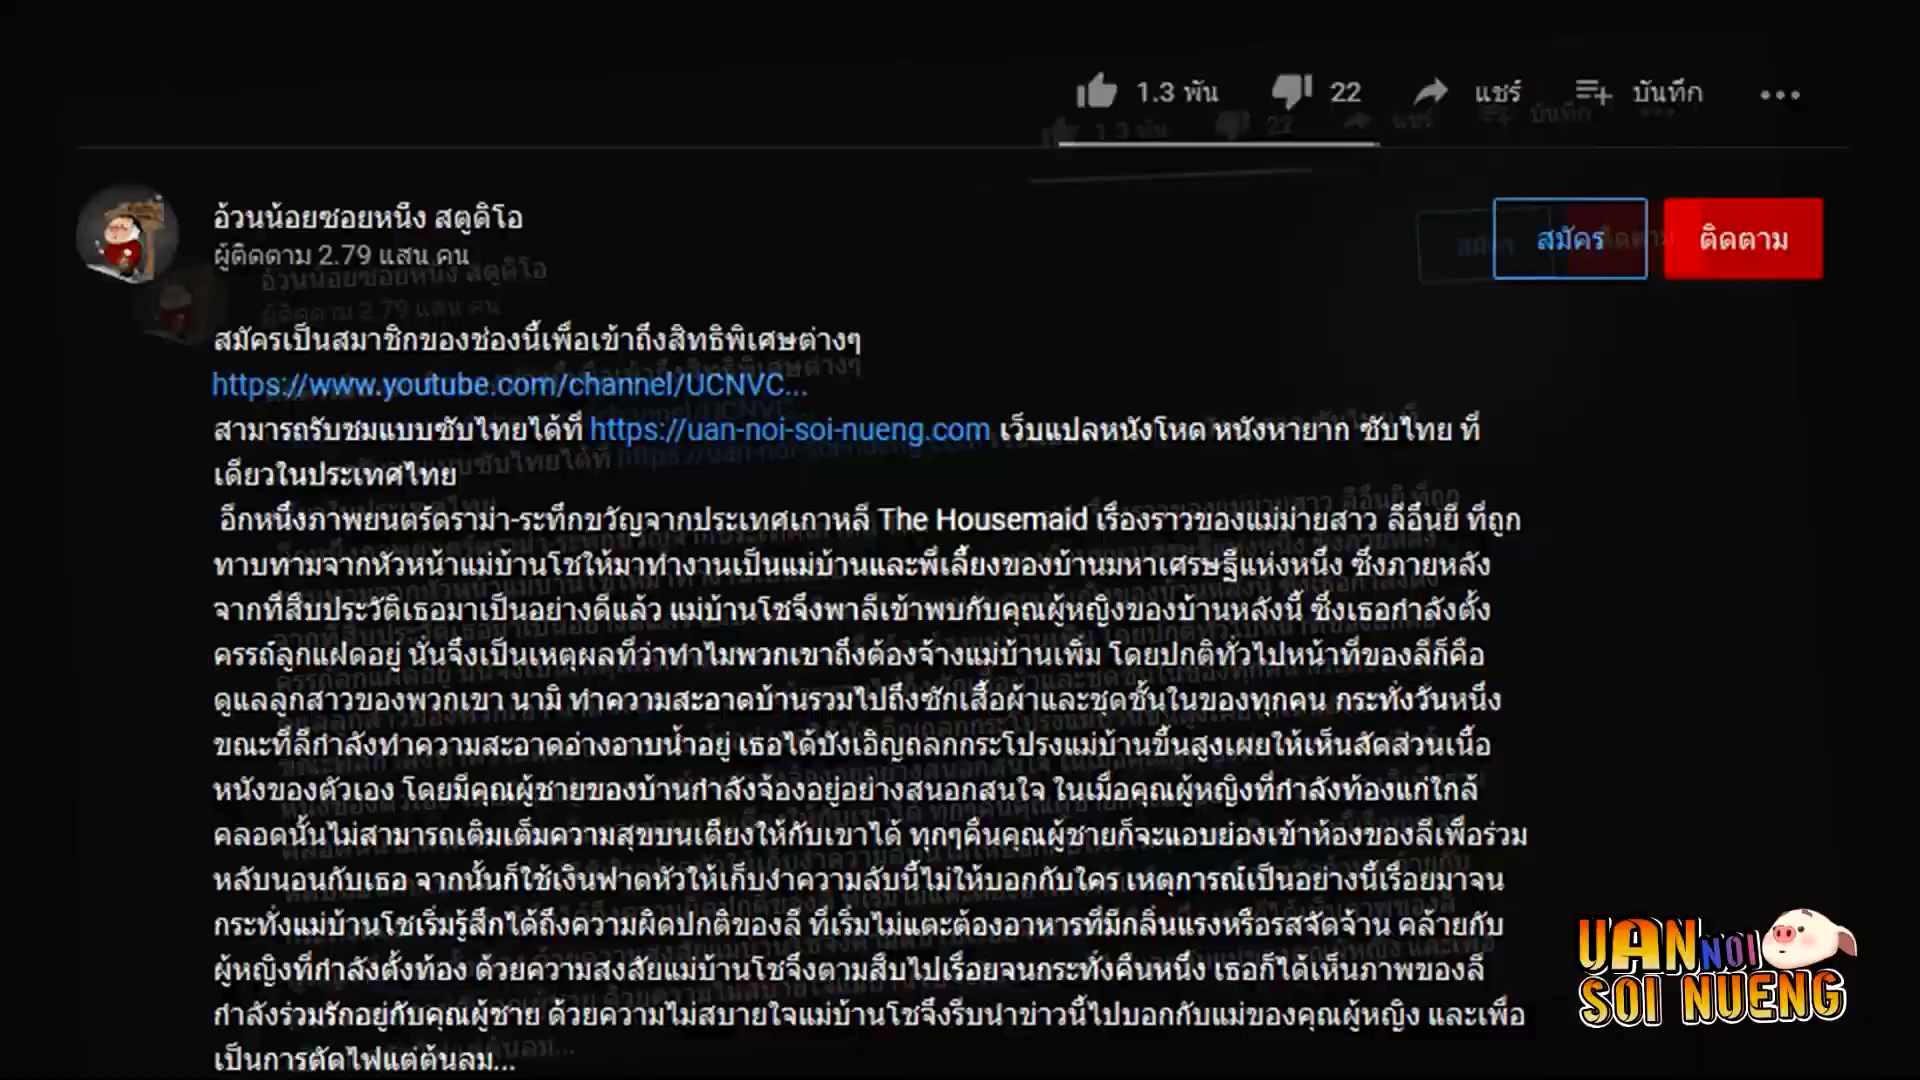 1.3 พัน 22 แชร์ บันทึก
อ้วนน้อยซอยหนึ่ง สตูดิโอ
ผู้ติดตาม 2.79 แสน คน
สมัคร ติดตาม
สมัครเป็นสมาชิกของช่องนี้เพื่อเข้าถึงสิทธิพิเศษต่างๆ
https://www.youtube.com/channel/UCNVC...
สามารถรับชมแบบซับไทยได้ที่ https://uan-noi-soi-nueng.com เว็บแปลหนังโหด หนังหายาก ซับไทย ที่
เดียวในประเทศไทย
อีกหนึ่งภาพยนตร์ดราม่า-ระทึกขวัญจากประเทศเกาหลี The Housemaid เรื่องราวของแม่ม่ายสาว ลีอึนยี ที่ถูก
ทาบทามจากหัวหน้าแม่บ้านโชให้มาทำงานเป็นแม่บ้านและพี่เลี้ยงของบ้านมหาเศรษฐีแห่งหนึ่ง ซึ่งภายหลัง
จากที่สืบประวัติเธอมาเป็นอย่างดีแล้ว แม่บ้านโชจึงพาลีเข้าพบกับคุณผู้หญิงของบ้านหลังนี้ ซึ่งเธอกำลังตั้ง
ครรถ์ลูกแฝดอยู่ นั่นจึงเป็นเหตุผลที่ว่าทำไมพวกเขาถึงต้องจ้างแม่บ้านเพิ่ม โดยปกติทั่วไปหน้าที่ของลีก็คือ
ดูแลลูกสาวของพวกเขา นามิ ทำความสะอาดบ้านรวมไปถึงซักเสื้อผ้าและชุดชั้นในของทุกคน กระทั่งวันหนึ่ง
ขณะที่ลีกำลังทำความสะอาดอ่างอาบน้ำอยู่ เธอได้บังเอิญถลกกระโปรงแม่บ้านขึ้นสูงเผยให้เห็นสัดส่วนเนื้อ
หนังของตัวเอง โดยมีคุณผู้ชายของบ้านกำลังจ้องอยู่อย่างสนอกสนใจ ในเมื่อคุณผู้หญิงที่กำลังท้องแก่ใกล้
คลอดนั้นไม่สามารถเติมเต็มความสุขบนเตียงให้กับเขาได้ ทุกๆคืนคุณผู้ชายก็จะแอบย่องเข้าห้องของลีเพื่อร่วม
หลับนอนกับเธอ จากนั้นก็ใช้เงินฟาดหัวให้เก็บงำความลับนี้ไม่ให้บอกกับใคร เหตุการณ์เป็นอย่างนี้เรื่อยมาจน
กระทั่งแม่บ้านโชเริ่มรู้สึกได้ถึงความผิดปกติของลี ที่เริ่มไม่แตะต้องอาหารที่มีกลิ่นแรงหรือรสจัดจ้าน คล้ายกับ
ผู้หญิงที่กำลังตั้งท้อง ด้วยความสงสัยแม่บ้านโชจึงตามสืบไปเรื่อยจนกระทั่งคืนหนึ่ง เธอก็ได้เห็นภาพของลี
กำลังร่วมรักอยู่กับคุณผู้ชาย ด้วยความไม่สบายใจแม่บ้านโชจึงรีบนำข่าวนี้ไปบอกกับแม่ของคุณผู้หญิง และเพื่อ
เป็นการตัดไฟแต่ต้นลม...
UAN NOI
SOI NUENG